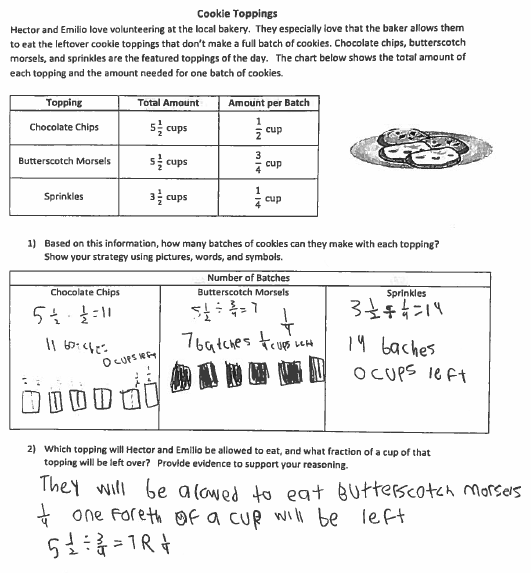 Cookie Toppings
Hector and Emilio love volunteering at the local bakery. They especially love that the baker allows them
to eat the leftover cookie toppings that don't make a full batch of cookies. Chocolate chips, butterscotch
morsels, and sprinkles are the featured toppings of the day. The chart below shows the total amount of
each topping and the amount needed for one batch of cookies.
Topping Total Amount Amount per Batch
Chocolate Chips 5 1/2 cups 1/2 cup
Butterscotch Morsels 5 1/2 cups 3/4 cup
Sprinkles 3 1/2 cups 1/4 cup
1) Based on this information, how many batches of cookies can they make with each topping?
Show your strategy using pictures, words, and symbols.
Number of Batches
Chocolate Chips
5 1/2 ÷ 1/2 = 11
11
0 cups left
Butterscotch Morsels
5 1/2 ÷ 3/4 = 7 1/4
7 batches 1/4 cups left
Sprinkles
3 1/2 ÷ 1/4 = 14
14 baches
0 cups left
2) Which topping will Hector and Emilio be allowed to eat, and what fraction of a cup of that
topping will be left over? Provide evidence to support your reasoning.
They will be alowed to eat Butterscotch morsels
1/4 one foreth of a cup will be left
5 1/2 ÷ 3/4 = 7 R 1/4